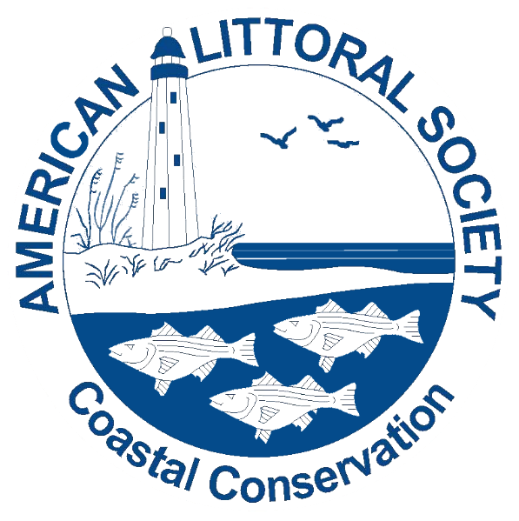 AMERICAN LITTORAL SOCIETY
Coastal Conservation